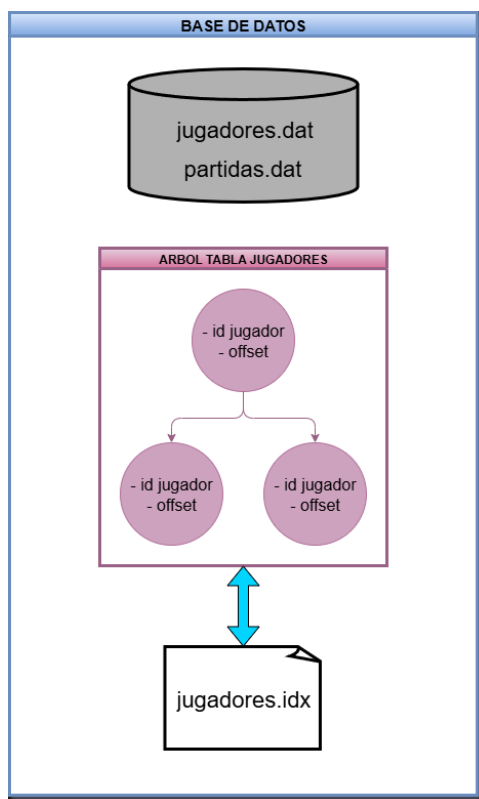 BASE DE DATOS
jugadores.dat
partidas.dat
ARBOL TABLA JUGADORES
- id jugador
- offset
- id jugador
- offset
- id jugador
- offset
jugadores.idx